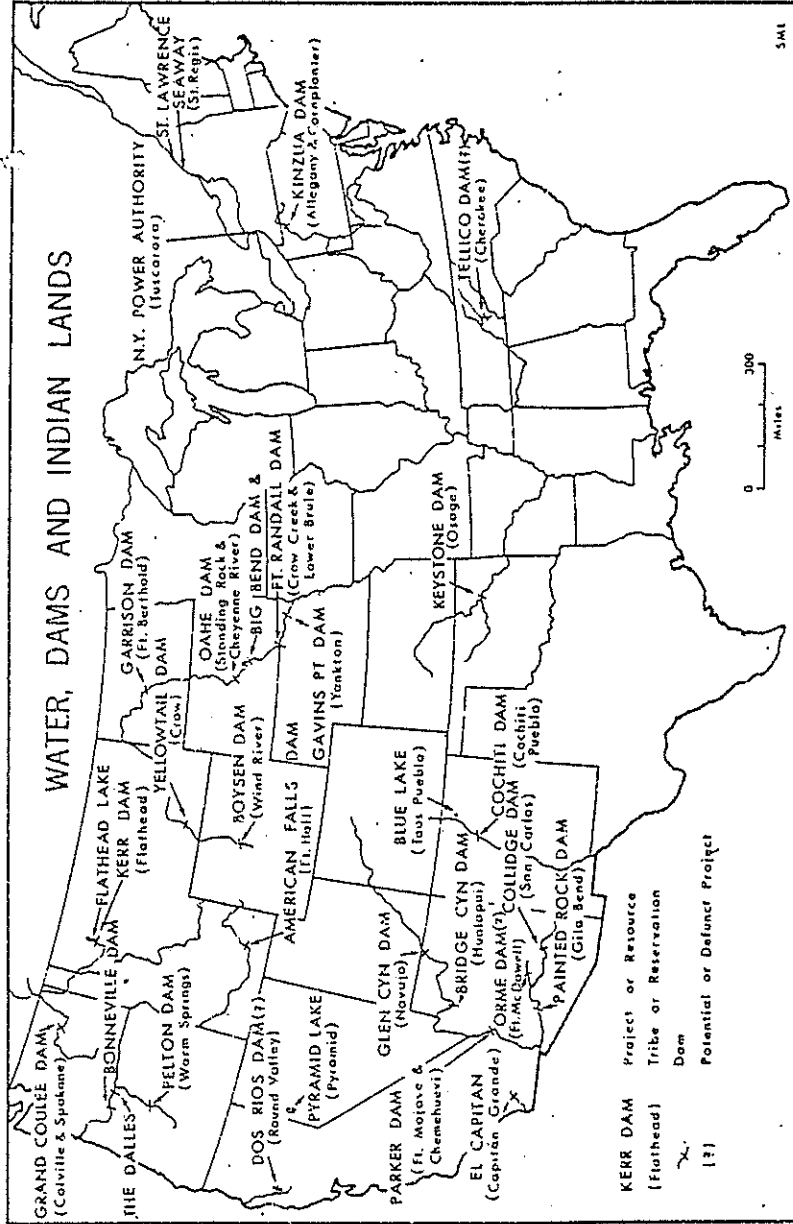 WATER, DAMS AND INDIAN LANDS
GRAND COULEE DAM
(Colville & Spokane)
THE DALLES
BONNEVILLE DAM
PELTON DAM
(Warm Springs)
FLATHEAD LAKE
KERR DAM
(Flathead)
YELLOWTAIL DAM
(Crow)
GARRISON DAM
(Ft. Berthold)
OAHE DAM
(Standing Rock &
Cheyenne River)
BIG BEND DAM &
FT. RANDALL DAM
(Crow Creek &
Lower Brule)
GAVINS PT DAM
(Yankton)
BOYSEN DAM
(Wind River)
AMERICAN FALLS DAM
(Ft. Hall)
N.Y. POWER AUTHORITY
(Tuscarora)
ST. LAWRENCE
SEAWAY
(St. Regis)
KINZUA DAM
(Allegany & Cornplanter)
TELLICO DAM(?)
(Cherokee)
KEYSTONE DAM
(Osage)
DOS RIOS DAM(?)
(Round Valley)
PYRAMID LAKE
(Pyramid)
GLEN CYN DAM
(Navajo)
BLUE LAKE
(Taos Pueblo)
BRIDGE CYN DAM
(Hualapai)
COCHITI DAM
(Cochiti
Pueblo)
PARKER DAM
(Ft. Mojave &
Chemehuevi)
ORME DAM(?)
(Ft. McDowell)
COLLIDGE DAM
(San Carlos)
PAINTED ROCK DAM
(Gila Bend)
EL CAPITAN
(Capitán Grande)
KERR DAM Project or Resource
(Flathead) Tribe or Reservation
Dam
(?) Potential or Defunct Project
0 300
Miles
SML